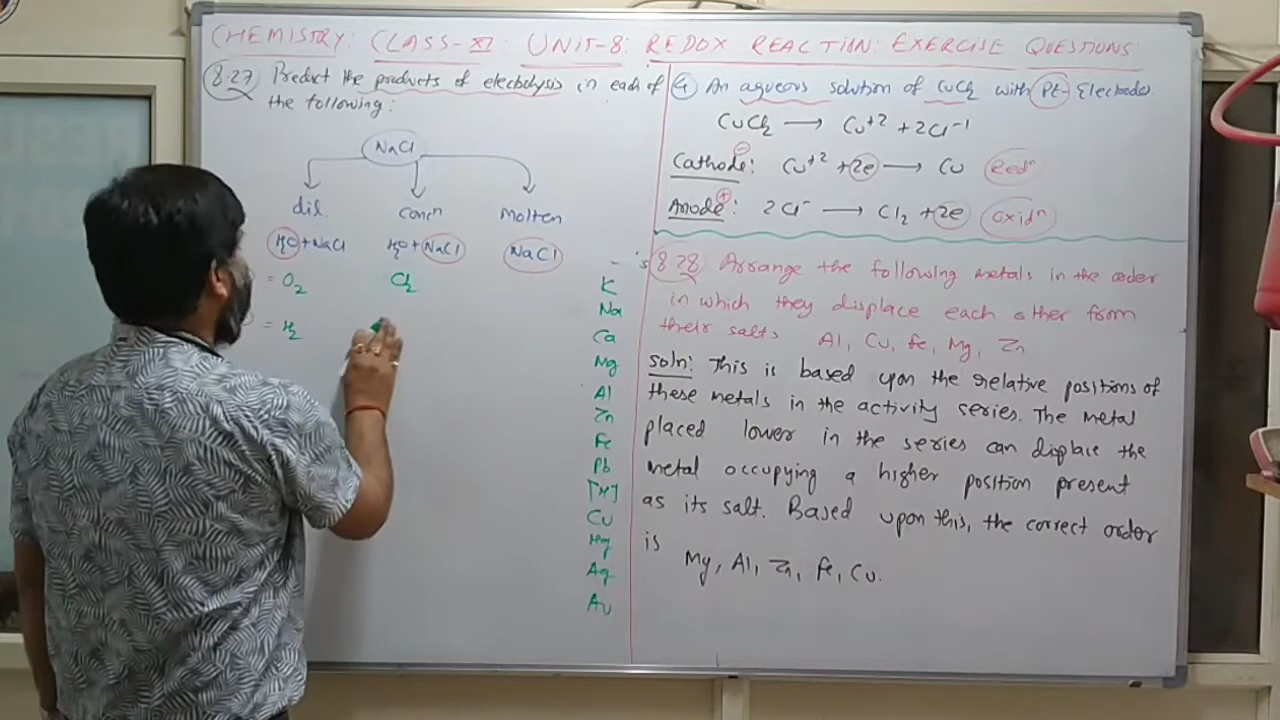 CHEMISTRY: CLASS-XI: UNIT-8: REDOX REACTION: EXERCISE QUESTIONS
8.27 Predict the products of electrolysis in each of
the following:
NaCl
dil. concn Molten
H2O+NaCl H2O+NaCl NaCl
= O2 Cl2
= H2
K
Na
Ca
Mg
Al
Zn
Fe
Pb
[H]
Cu
Hg
Ag
Au
An aqueous solution of CuCl2 with Pt- Electrodes
CuCl2 → Cu+2 + 2Cl-1
Cathode: Cu+2 + 2e → Cu Redn
Anode: 2Cl- → Cl2 + 2e Oxidn
8.28 Arrange the following metals in the order
in which they displace each other from
their salts Al, Cu, Fe, Mg, Zn
Soln: This is based upon the relative positions of
these metals in the activity series. The metal
placed lower in the series can displace the
metal occupying a higher position present
as its salt. Based upon this, the correct order
is
Mg, Al, Zn, Fe, Cu.